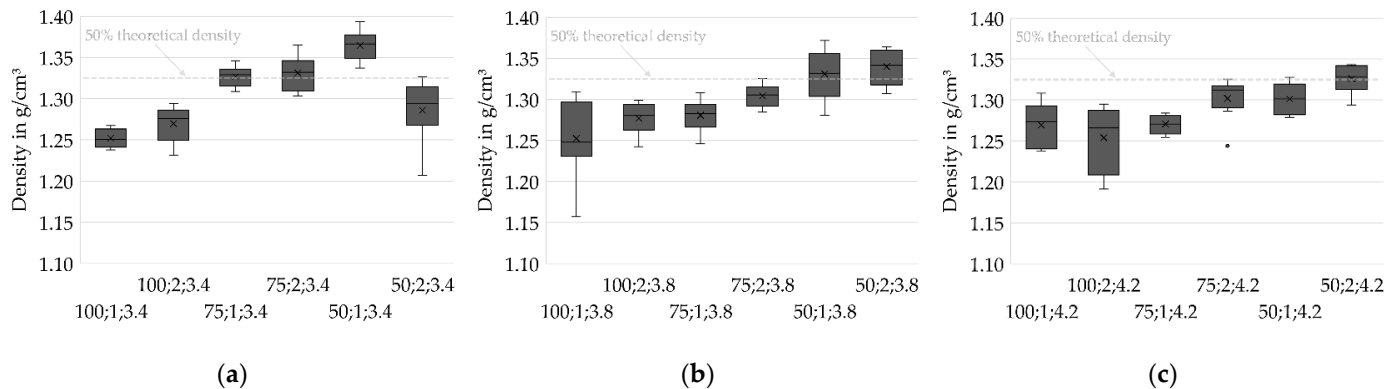 Density in g/cm³
1.40
1.35
1.30
1.25
1.20
1.15
1.10
50% theoretical density
100;2;3.4 75;2;3.4 50;2;3.4
100;1;3.4 75;1;3.4 50;1;3.4
(a)
Density in g/cm³
1.40
1.35
1.30
1.25
1.20
1.15
1.10
50% theoretical density
100;2;3.8 75;2;3.8 50;2;3.8
100;1;3.8 75;1;3.8 50;1;3.8
(b)
Density in g/cm³
1.40
1.35
1.30
1.25
1.20
1.15
1.10
50% theoretical density
100;2;4.2 75;2;4.2 50;2;4.2
100;1;4.2 75;1;4.2 50;1;4.2
(c)